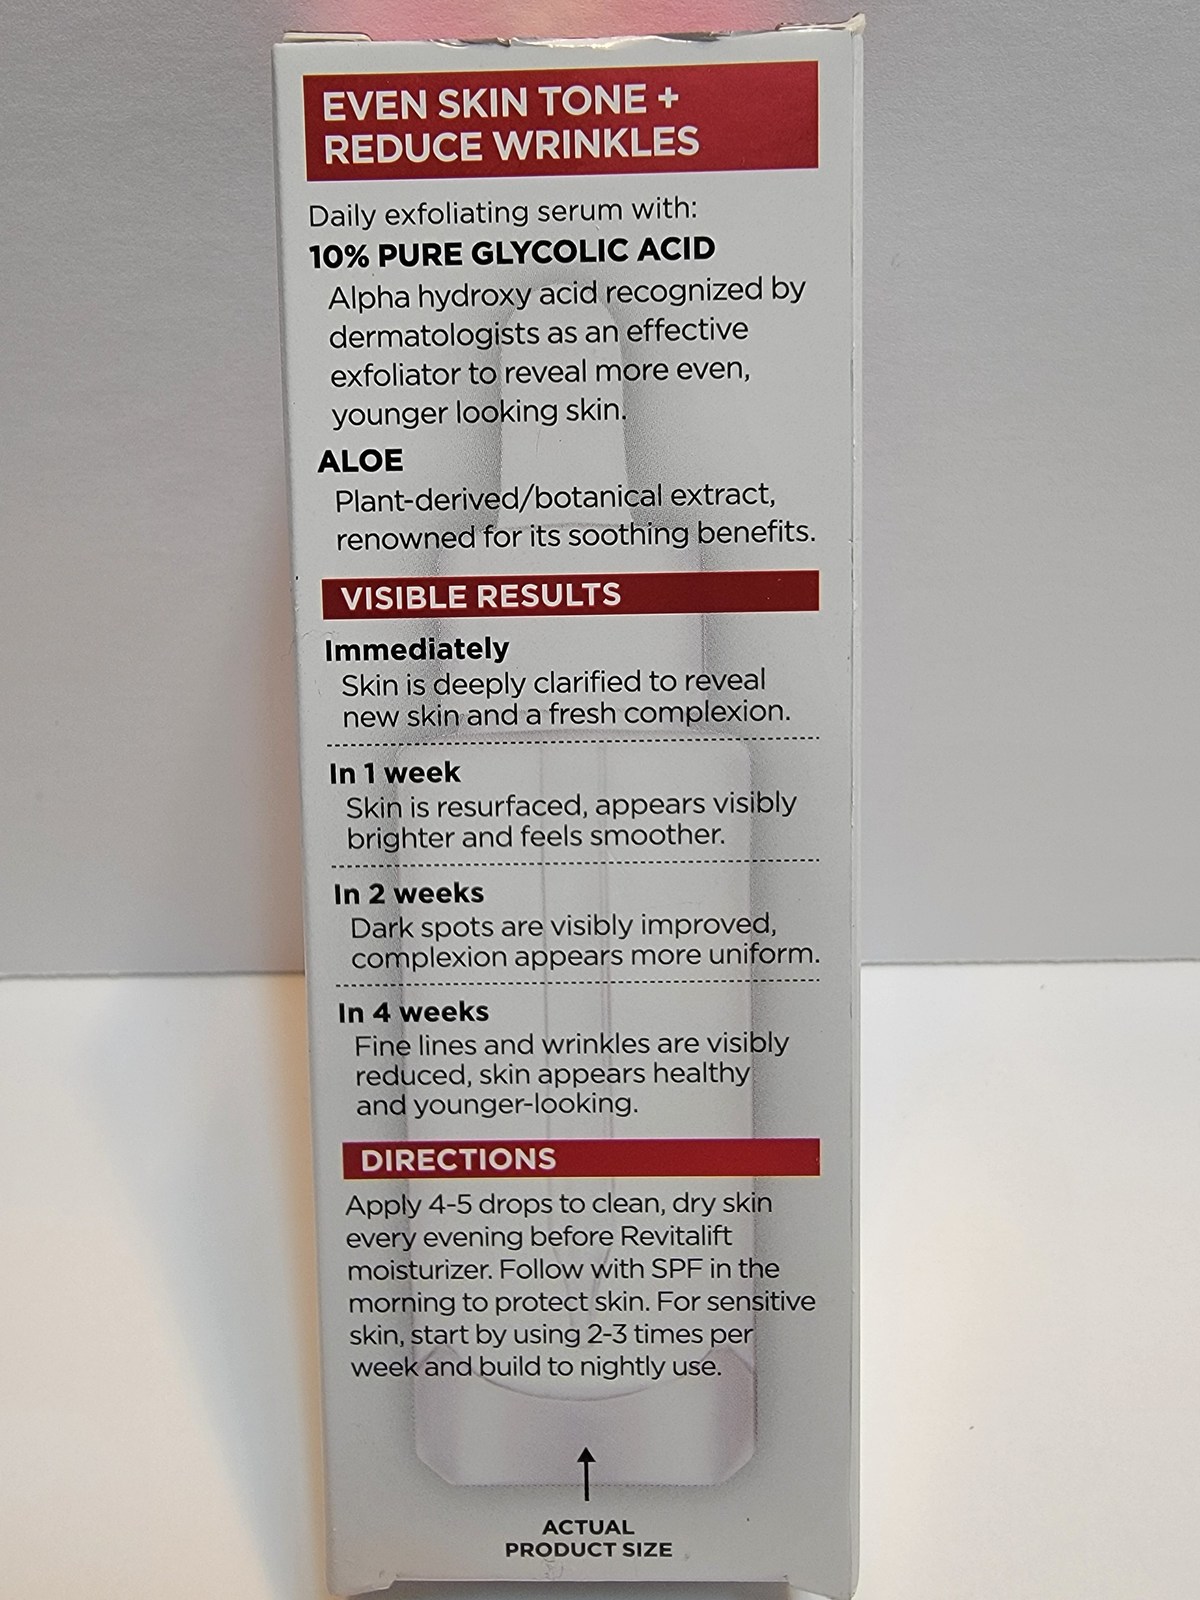 EVEN SKIN TONE +
REDUCE WRINKLES
Daily exfoliating serum with:
10% PURE GLYCOLIC ACID
Alpha hydroxy acid recognized by
dermatologists as an effective
exfoliator to reveal more even,
younger looking skin.
ALOE
Plant-derived/botanical extract,
renowned for its soothing benefits.
VISIBLE RESULTS
Immediately
Skin is deeply clarified to reveal
new skin and a fresh complexion.
In 1 week
Skin is resurfaced, appears visibly
brighter and feels smoother.
In 2 weeks
Dark spots are visibly improved,
complexion appears more uniform.
In 4 weeks
Fine lines and wrinkles are visibly
reduced, skin appears healthy
and younger-looking.
DIRECTIONS
Apply 4-5 drops to clean, dry skin
every evening before Revitalift
moisturizer. Follow with SPF in the
morning to protect skin. For sensitive
skin, start by using 2-3 times per
week and build to nightly use.
ACTUAL
PRODUCT SIZE